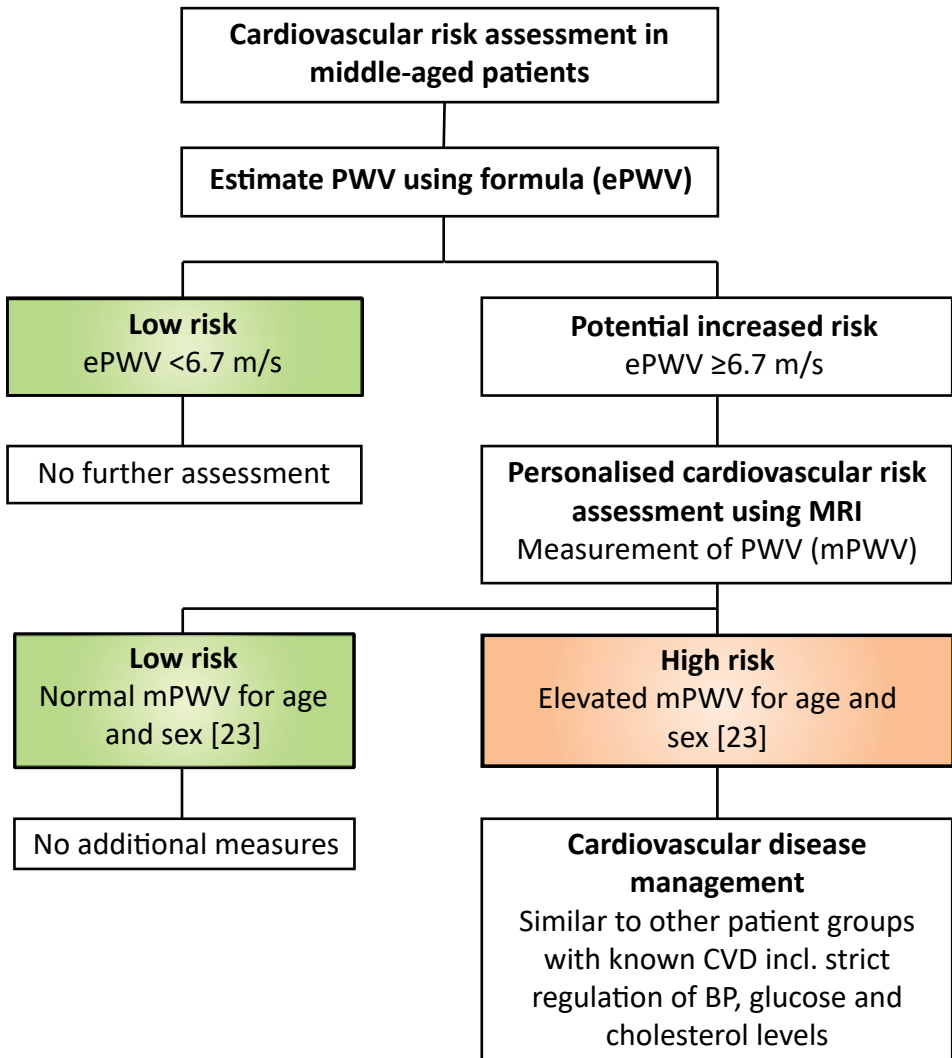 Cardiovascular risk assessment in
middle-aged patients
Estimate PWV using formula (ePWV)
Low risk
ePWV <6.7 m/s
Potential increased risk
ePWV ≥6.7 m/s
No further assessment
Personalised cardiovascular risk
assessment using MRI
Measurement of PWV (mPWV)
Low risk
Normal mPWV for age
and sex [23]
High risk
Elevated mPWV for age and
sex [23]
No additional measures
Cardiovascular disease
management
Similar to other patient groups
with known CVD incl. strict
regulation of BP, glucose and
cholesterol levels